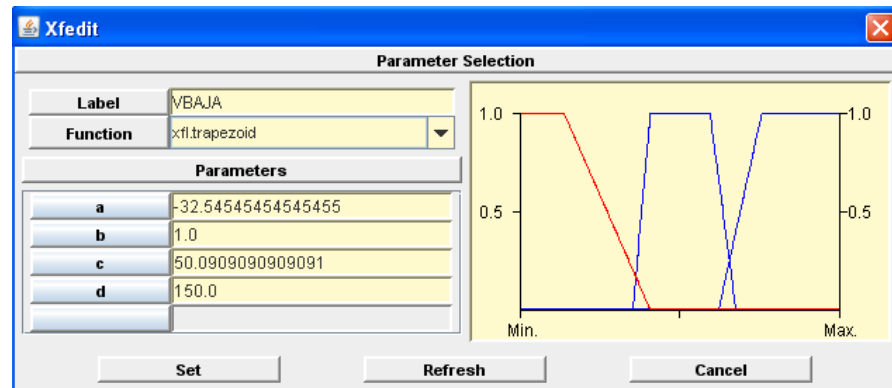 Xfedit
Parameter Selection
Label VBAJA
Function xfl.trapezoid
Parameters
a -32.54545454545455
b 1.0
c 50.0909090909091
d 150.0
1.0 1.0
0.5 0.5
Min. Max.
Set Refresh Cancel